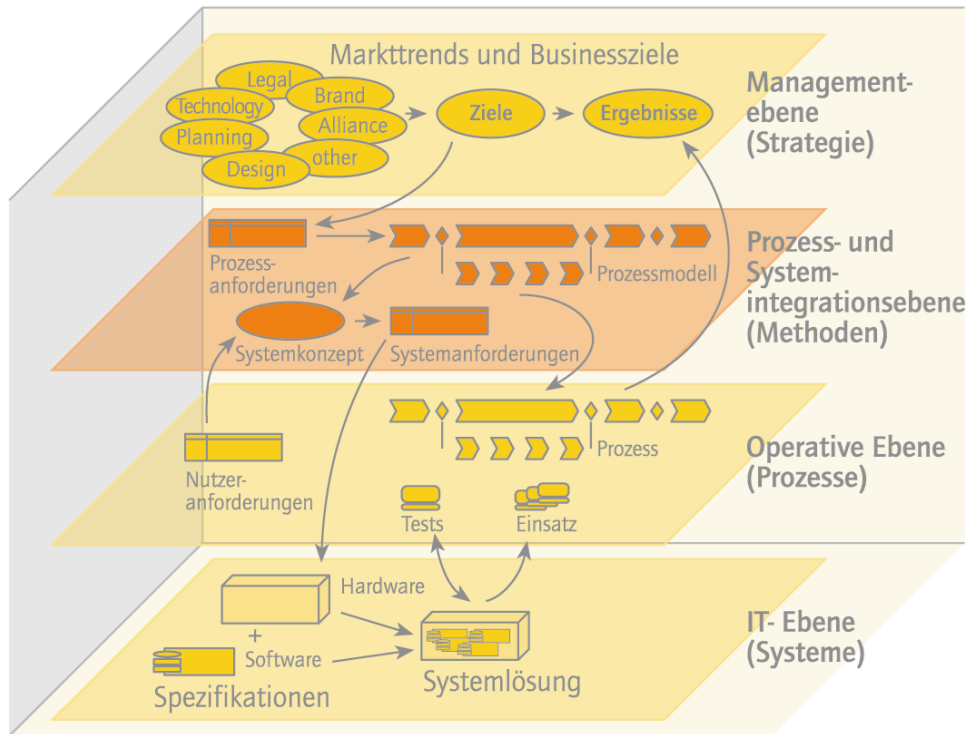 Markttrends und Businessziele
Legal
Brand
Technology
Alliance
Planning
other
Design
Ziele
Ergebnisse
Management-
ebene
(Strategie)
Prozess-
anforderungen
Prozessmodell
Systemkonzept
Systemanforderungen
Prozess- und
System-
integrationsebene
(Methoden)
Nutzer-
anforderungen
Prozess
Tests
Einsatz
Operative Ebene
(Prozesse)
Hardware
+
Software
Spezifikationen
Systemlösung
IT- Ebene
(Systeme)